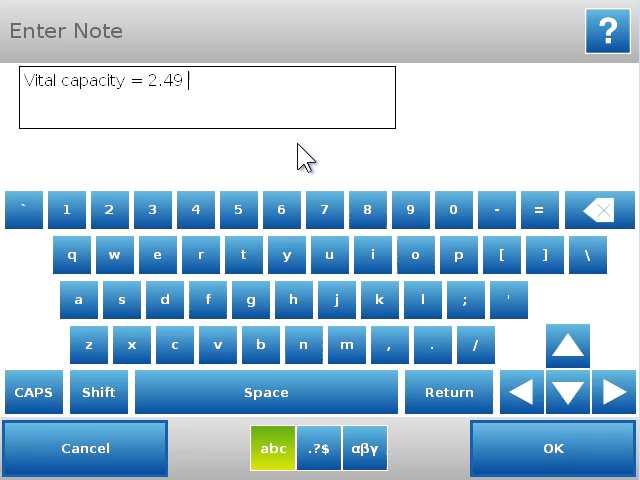 Enter Note
?
Vital capacity = 2.49
` 1 2 3 4 5 6 7 8 9 0 - =
q w e r t y u i o p [ ] \
a s d f g h j k l ; '
z x c v b n m , . /
CAPS Shift Space Return
Cancel abc .?$ αβγ OK